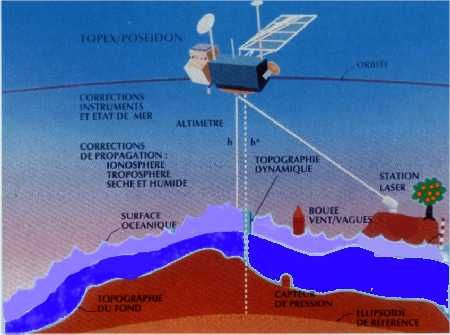 TOPEX/POSEIDON
ORBITE
CORRECTIONS
INSTRUMENTS
ET ETAT DE MER
ALTIMETRE
h
h*
CORRECTIONS
DE PROPAGATION :
IONOSPHERE
TROPOSPHERE
SECHE ET HUMIDE
TOPOGRAPHIE
DYNAMIQUE
STATION
LASER
SURFACE
OCEANIQUE
BOUEE
VENT/VAGUES
TOPOGRAPHIE
DU FOND
CAPTEUR
DE PRESSION
ELLIPSOIDE
DE REFERENCE